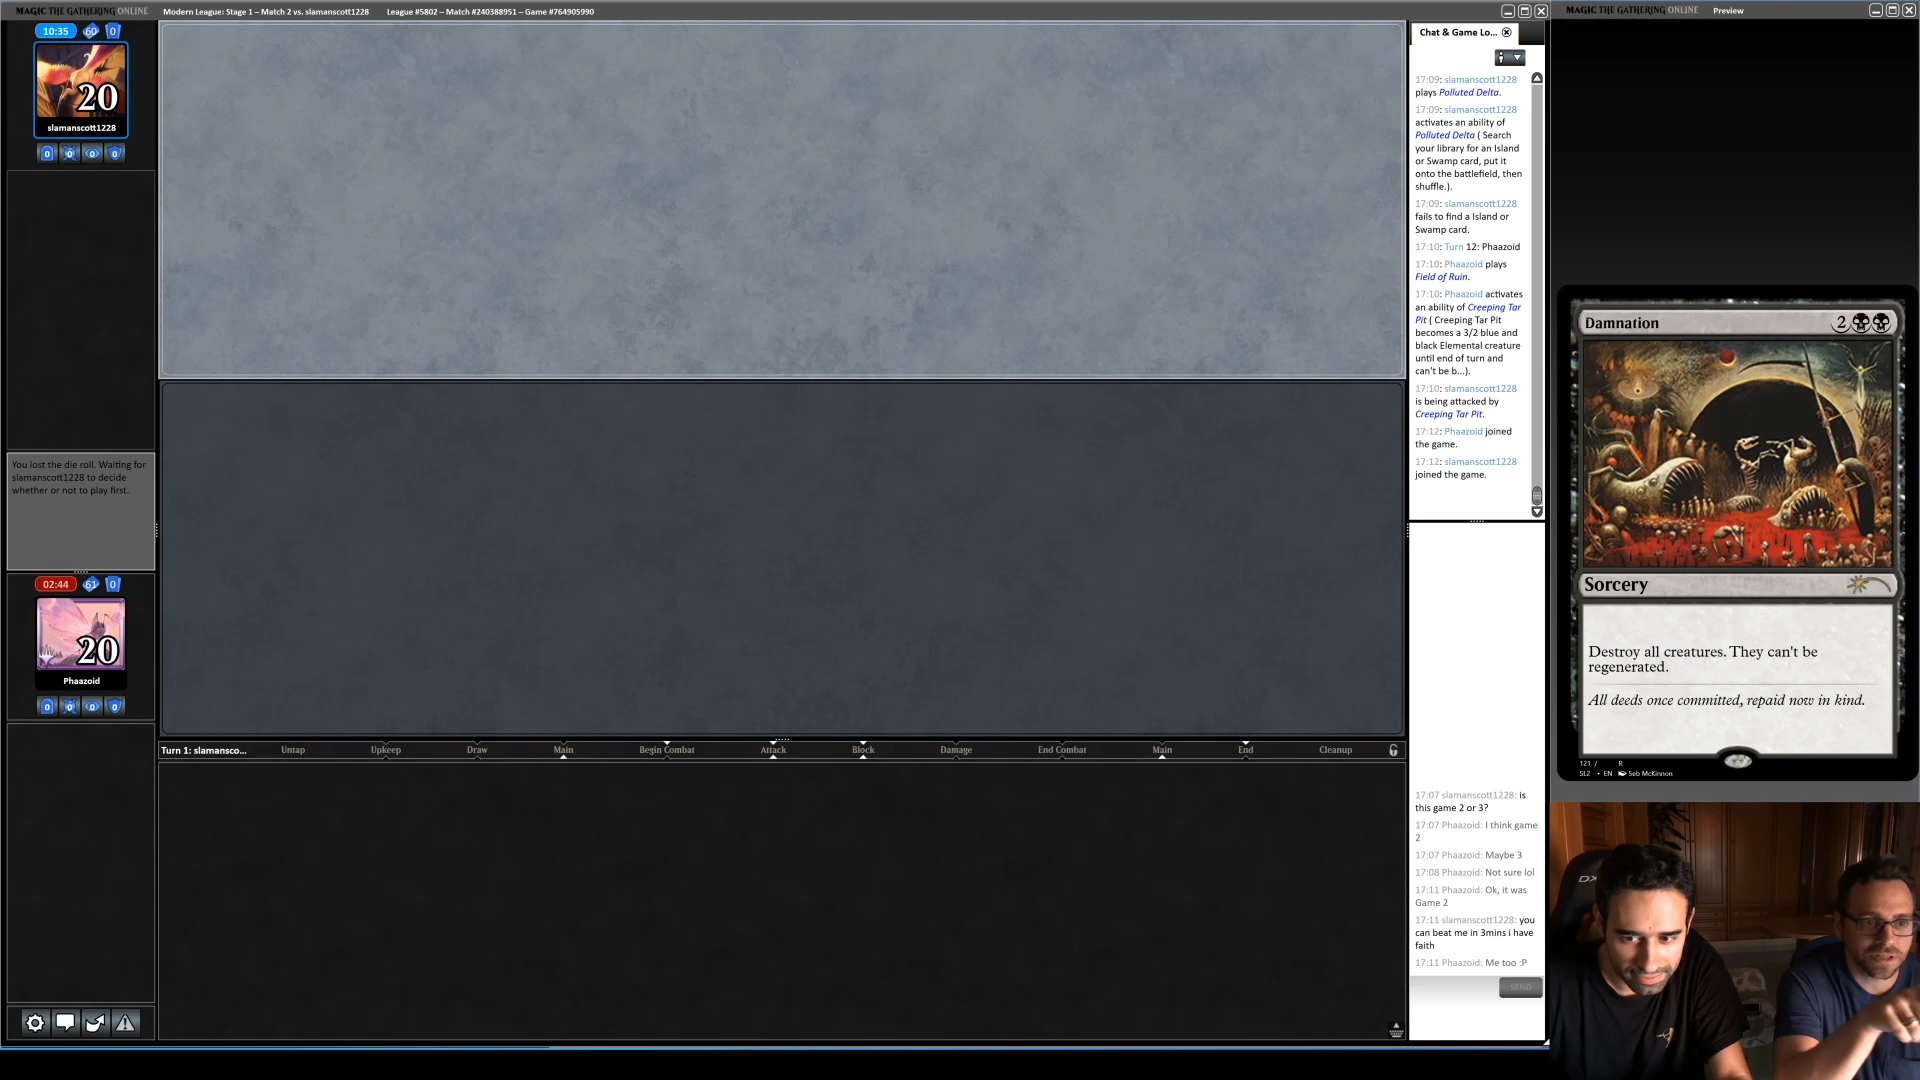 MAGIC THE GATHERING ONLINE
Modern League: Stage 1 – Match 2 vs. slamanscott1228
League #5802 – Match #240388951 – Game #764905990
MAGIC THE GATHERING ONLINE
Preview
10:35
60
0
20
slamanscott1228
0
0
0
0
You lost the die roll. Waiting for
slamanscott1228 to decide
whether or not to play first.
02:44
61
0
20
Phaazoid
0
0
0
0
Turn 1: slamansco...
Untap
Upkeep
Draw
Main
Begin Combat
Attack
Block
Damage
End Combat
Main
End
Cleanup
Chat & Game Lo...
17:09: slamanscott1228
plays Polluted Delta.
17:09: slamanscott1228
activates an ability of
Polluted Delta ( Search
your library for an Island
or Swamp card, put it
onto the battlefield, then
shuffle.).
17:09: slamanscott1228
fails to find a Island or
Swamp card.
17:10: Turn 12: Phaazoid
17:10: Phaazoid plays
Field of Ruin.
17:10: Phaazoid activates
an ability of Creeping Tar
Pit ( Creeping Tar Pit
becomes a 3/2 blue and
black Elemental creature
until end of turn and
can't be b...).
17:10: slamanscott1228
is being attacked by
Creeping Tar Pit.
17:12: Phaazoid joined
the game.
17:12: slamanscott1228
joined the game.
17:07 slamanscott1228: is
this game 2 or 3?
17:07 Phaazoid: I think game
2
17:07 Phaazoid: Maybe 3
17:08 Phaazoid: Not sure lol
17:11 Phaazoid: Ok, it was
Game 2
17:11 slamanscott1228: you
can beat me in 3mins i have
faith
17:11 Phaazoid: Me too :P
SEND
Damnation
2
Sorcery
Destroy all creatures. They can't be
regenerated.
All deeds once committed, repaid now in kind.
121 / R
SL2 • EN Seb McKinnon
DX